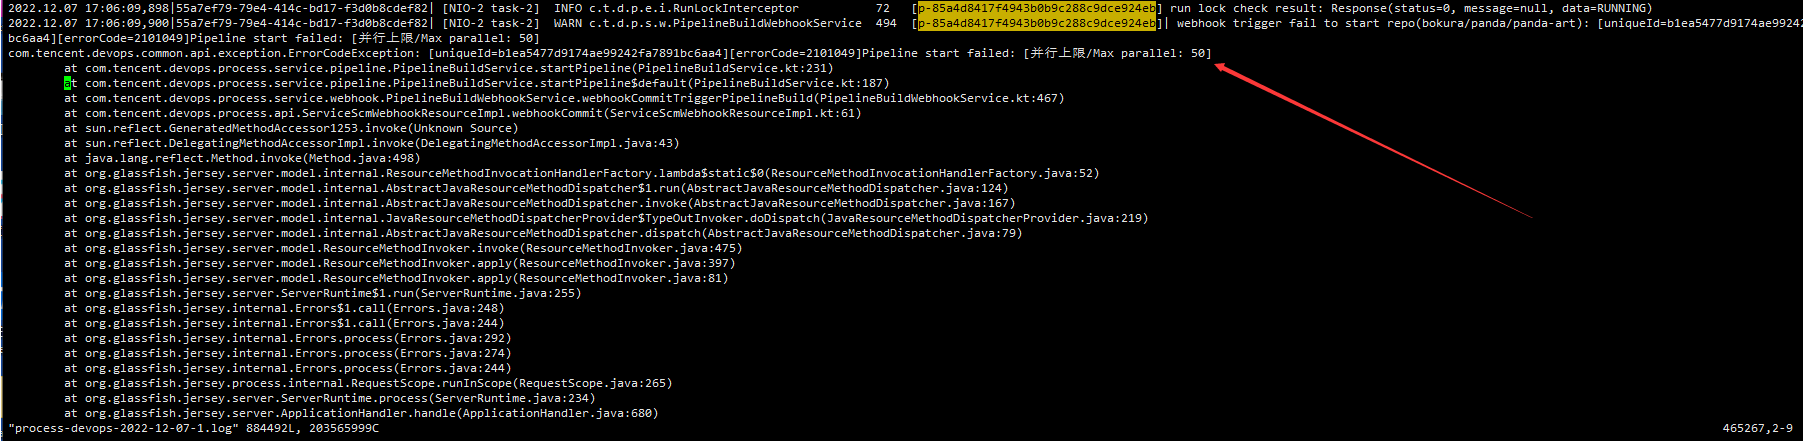 2022.12.07 17:06:09,898|55a7ef79-79e4-414c-bd17-f3d0b8cdef82| [NIO-2 task-2]  INFO c.t.d.p.e.i.RunLockInterceptor           72   [p-85a4d8417f4943b0b9c288c9dce924eb] run lock check result: Response(status=0, message=null, data=RUNNING)
2022.12.07 17:06:09,900|55a7ef79-79e4-414c-bd17-f3d0b8cdef82| [NIO-2 task-2]  WARN c.t.d.p.s.w.PipelineBuildWebhookService  494  [p-85a4d8417f4943b0b9c288c9dce924eb]| webhook trigger fail to start repo(bokura/panda/panda-art): [uniqueId=b1ea5477d9174ae99242
bc6aa4][errorCode=2101049]Pipeline start failed: [并行上限/Max parallel: 50]
com.tencent.devops.common.api.exception.ErrorCodeException: [uniqueId=b1ea5477d9174ae99242fa7891bc6aa4][errorCode=2101049]Pipeline start failed: [并行上限/Max parallel: 50]
at com.tencent.devops.process.service.pipeline.PipelineBuildService.startPipeline(PipelineBuildService.kt:231)
at com.tencent.devops.process.service.pipeline.PipelineBuildService.startPipeline$default(PipelineBuildService.kt:187)
at com.tencent.devops.process.service.webhook.PipelineBuildWebhookService.webhookCommitTriggerPipelineBuild(PipelineBuildWebhookService.kt:467)
at com.tencent.devops.process.api.ServiceScmWebhookResourceImpl.webhookCommit(ServiceScmWebhookResourceImpl.kt:61)
at sun.reflect.GeneratedMethodAccessor1253.invoke(Unknown Source)
at sun.reflect.DelegatingMethodAccessorImpl.invoke(DelegatingMethodAccessorImpl.java:43)
at java.lang.reflect.Method.invoke(Method.java:498)
at org.glassfish.jersey.server.model.internal.ResourceMethodInvocationHandlerFactory.lambda$static$0(ResourceMethodInvocationHandlerFactory.java:52)
at org.glassfish.jersey.server.model.internal.AbstractJavaResourceMethodDispatcher$1.run(AbstractJavaResourceMethodDispatcher.java:124)
at org.glassfish.jersey.server.model.internal.AbstractJavaResourceMethodDispatcher.invoke(AbstractJavaResourceMethodDispatcher.java:167)
at org.glassfish.jersey.server.model.internal.JavaResourceMethodDispatcherProvider$TypeOutInvoker.doDispatch(JavaResourceMethodDispatcherProvider.java:219)
at org.glassfish.jersey.server.model.internal.AbstractJavaResourceMethodDispatcher.dispatch(AbstractJavaResourceMethodDispatcher.java:79)
at org.glassfish.jersey.server.model.ResourceMethodInvoker.invoke(ResourceMethodInvoker.java:475)
at org.glassfish.jersey.server.model.ResourceMethodInvoker.apply(ResourceMethodInvoker.java:397)
at org.glassfish.jersey.server.model.ResourceMethodInvoker.apply(ResourceMethodInvoker.java:81)
at org.glassfish.jersey.server.ServerRuntime$1.run(ServerRuntime.java:255)
at org.glassfish.jersey.internal.Errors$1.call(Errors.java:248)
at org.glassfish.jersey.internal.Errors$1.call(Errors.java:244)
at org.glassfish.jersey.internal.Errors.process(Errors.java:292)
at org.glassfish.jersey.internal.Errors.process(Errors.java:274)
at org.glassfish.jersey.internal.Errors.process(Errors.java:244)
at org.glassfish.jersey.process.internal.RequestScope.runInScope(RequestScope.java:265)
at org.glassfish.jersey.server.ServerRuntime.process(ServerRuntime.java:234)
at org.glassfish.jersey.server.ApplicationHandler.handle(ApplicationHandler.java:680)
"process-devops-2022-12-07-1.log" 884492L, 203565999C 465267,2-9